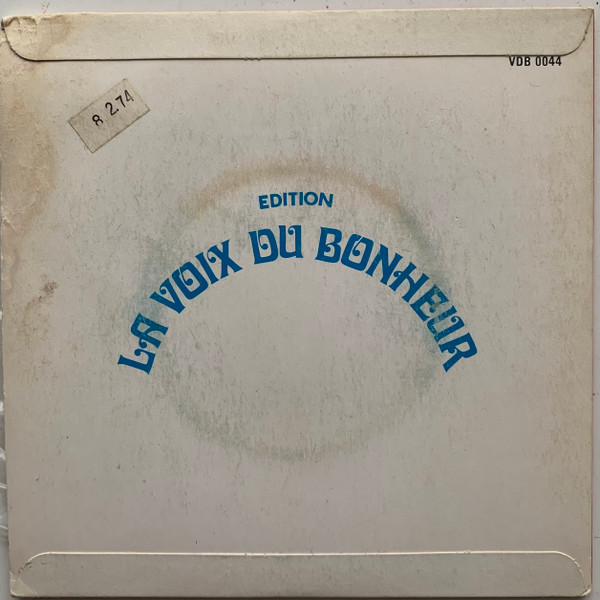 VDB 0044
8 2.74
EDITION
LA VOIX DU BONHEUR